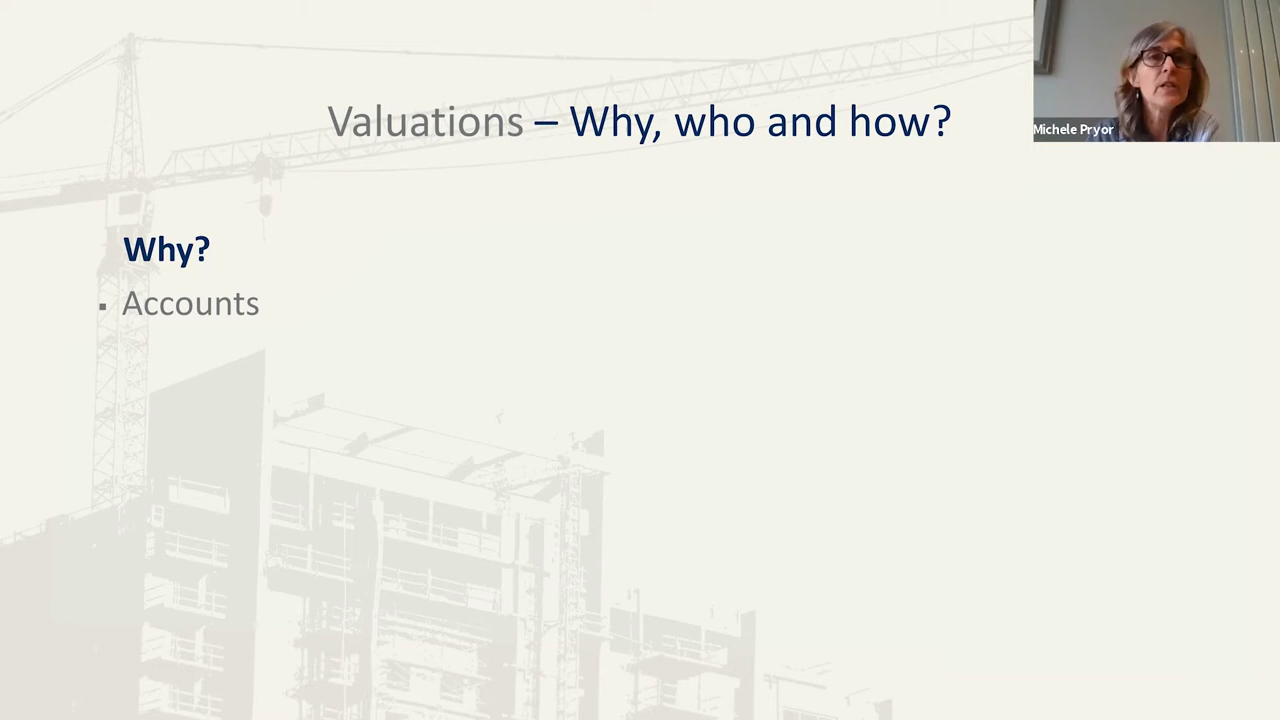 Valuations – Why, who and how?
Michele Pryor
Why?
▪ Accounts